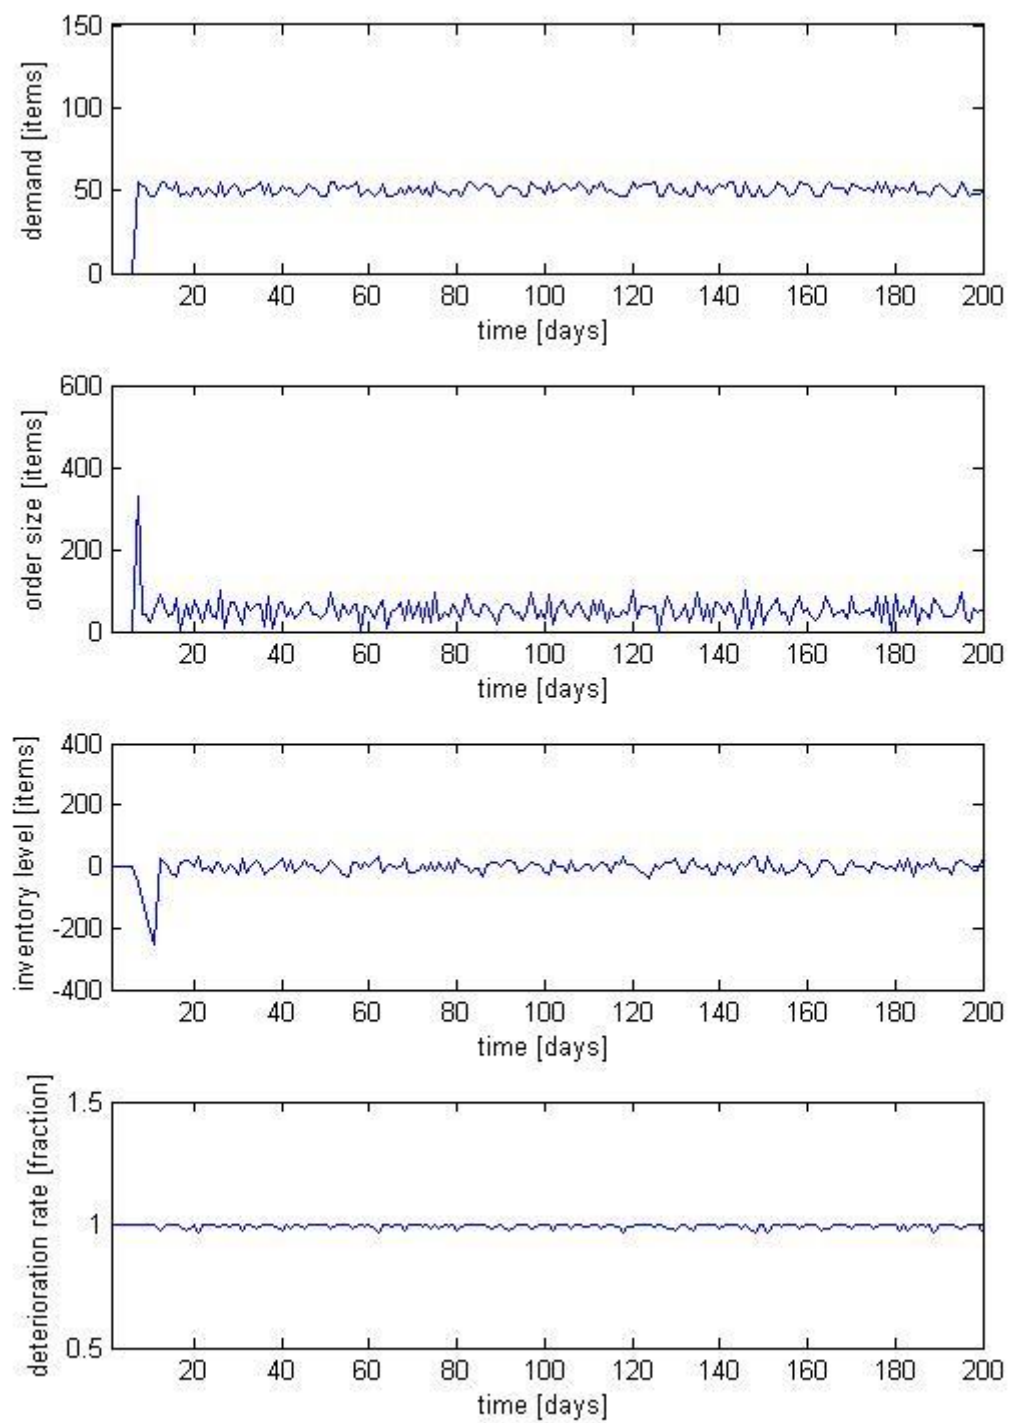 150
100
50
0
demand [items]
20 40 60 80 100 120 140 160 180 200
time [days]
600
400
200
0
order size [items]
20 40 60 80 100 120 140 160 180 200
time [days]
400
200
0
-200
-400
inventory level [items]
20 40 60 80 100 120 140 160 180 200
time [days]
1.5
1
0.5
deterioration rate [fraction]
20 40 60 80 100 120 140 160 180 200
time [days]